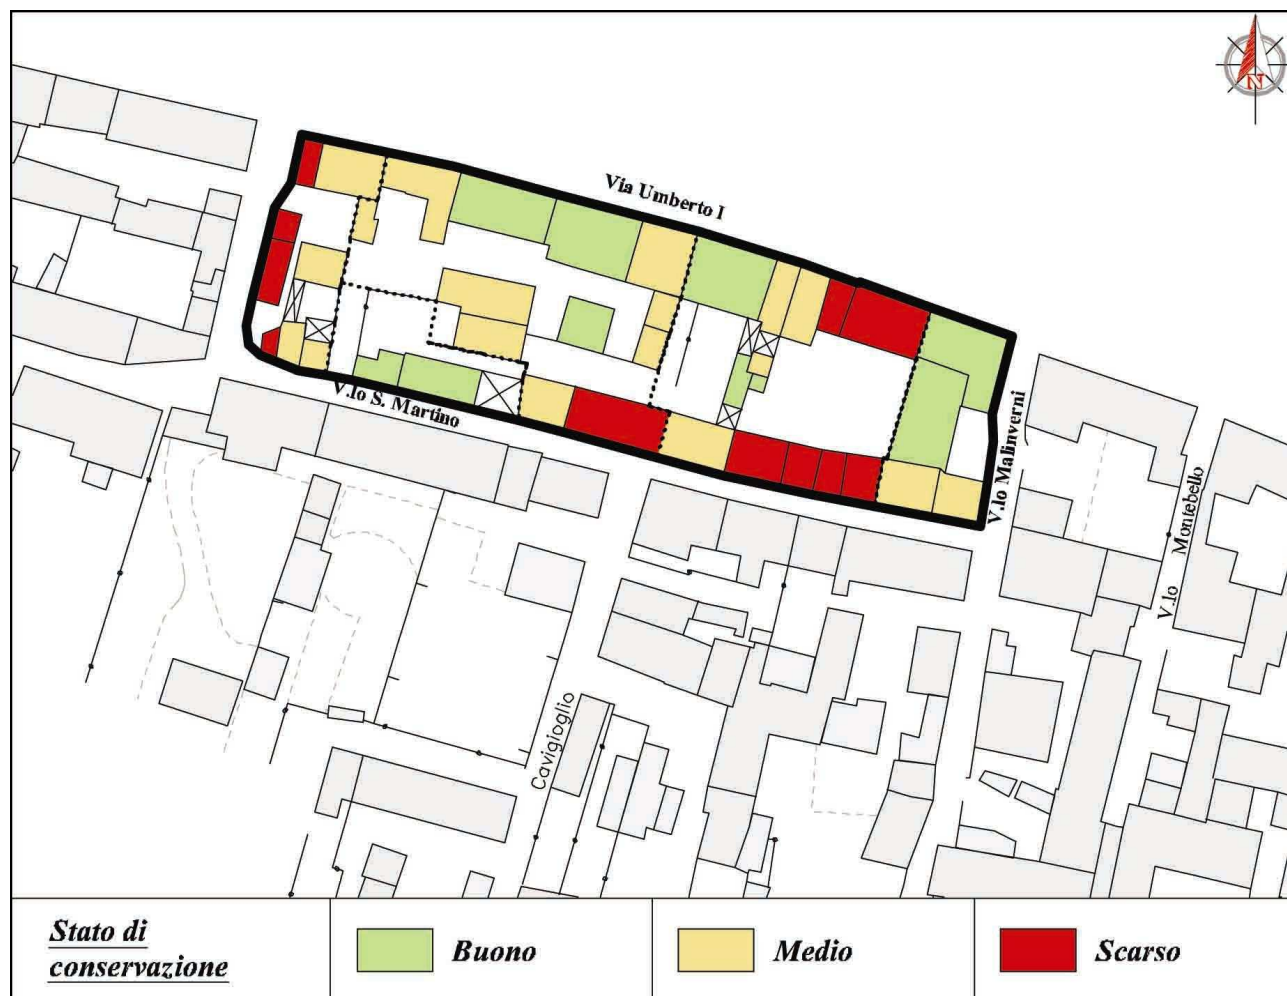 N
Via Umberto I
V.lo S. Martino
V.lo Malinverni
V.lo Montebello
Cavigioglio
Stato di
conservazione
Buono
Medio
Scarso